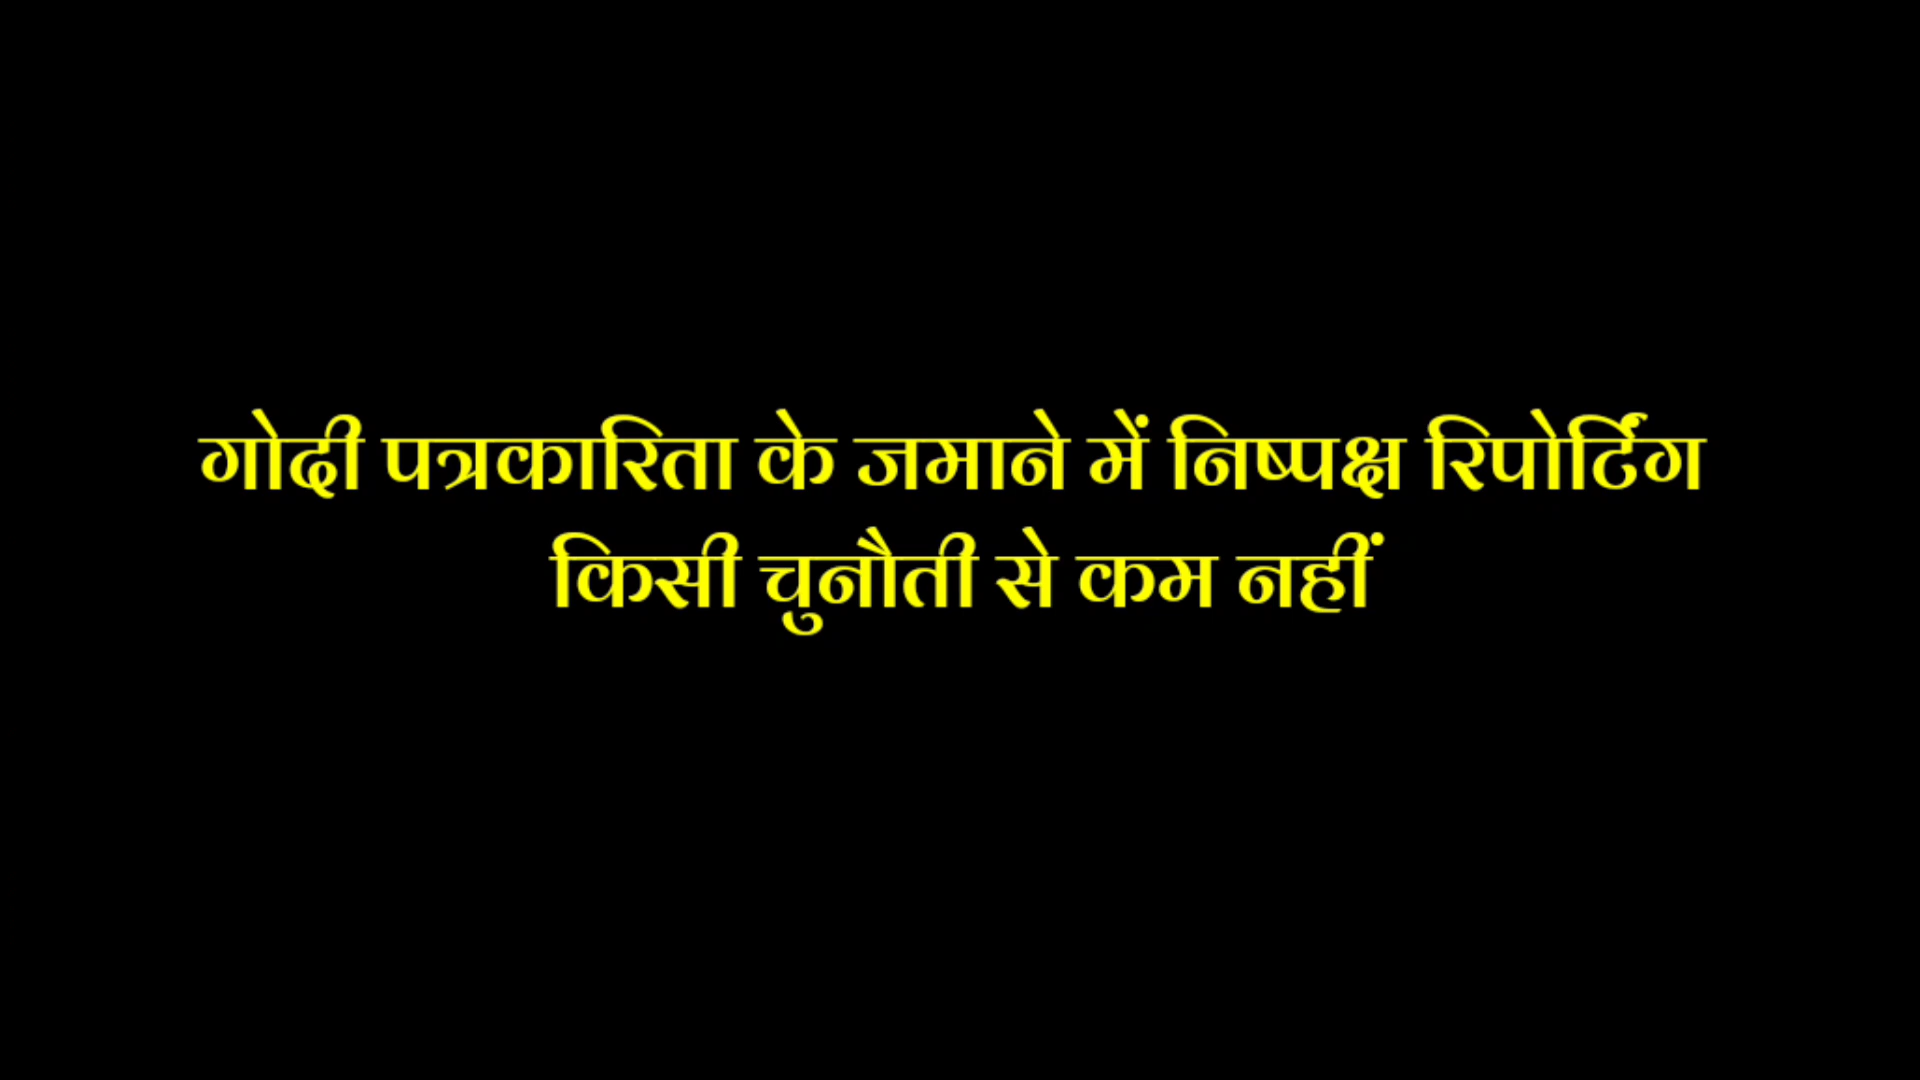 गोदी पत्रकारिता के जमाने में निष्पक्ष रिपोर्टिंग
किसी चुनौती से कम नहीं